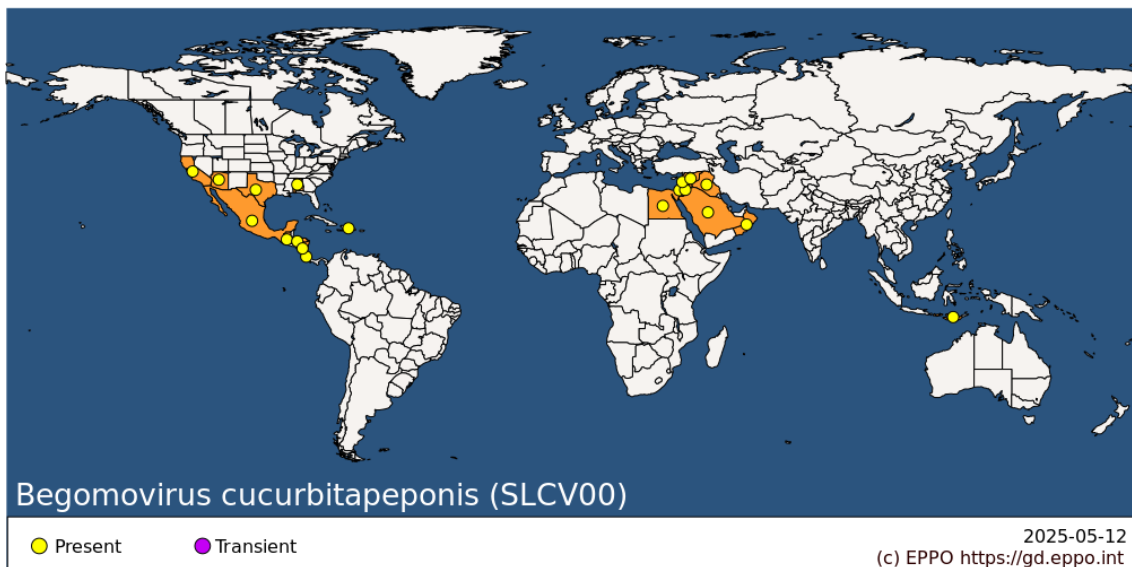 Begomovirus cucurbitapeponis (SLCV00)
Present
Transient
2025-05-12
(c) EPPO https://gd.eppo.int